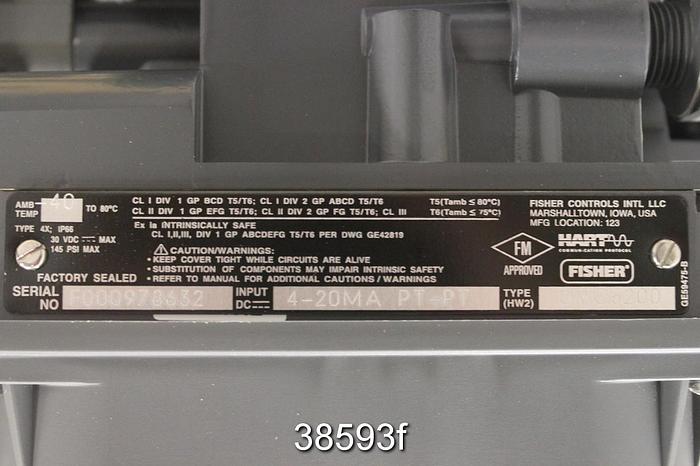 AMB -40 TO 80°C
TEMP
TYPE 4X; IP66
30 VDC MAX
145 PSI MAX
FACTORY SEALED
CL I DIV 1 GP BCD T5/T6; CL I DIV 2 GP ABCD T5/T6 T5(Tamb ≤ 80°C)
CL II DIV 1 GP EFG T5/T6; CL II DIV 2 GP FG T5/T6; CL III T6(Tamb ≤ 75°C)
Ex ia INTRINSICALLY SAFE
CL I,II,III, DIV 1 GP ABCDEFG T5/T6 PER DWG GE42819
CAUTION/WARNING:
• KEEP COVER TIGHT WHILE CIRCUITS ARE ALIVE
• SUBSTITUTION OF COMPONENTS MAY IMPAIR INTRINSIC SAFETY
• REFER TO MANUAL FOR ADDITIONAL CAUTIONS / WARNINGS
FISHER CONTROLS INTL LLC
MARSHALLTOWN, IOWA, USA
MFG LOCATION: 123
FM
APPROVED
HART
COMMUNICATION PROTOCOL
FISHER
GE59475-B
SERIAL NO INPUT DC 4-20MA PT-PT TYPE (HW2)
38593f